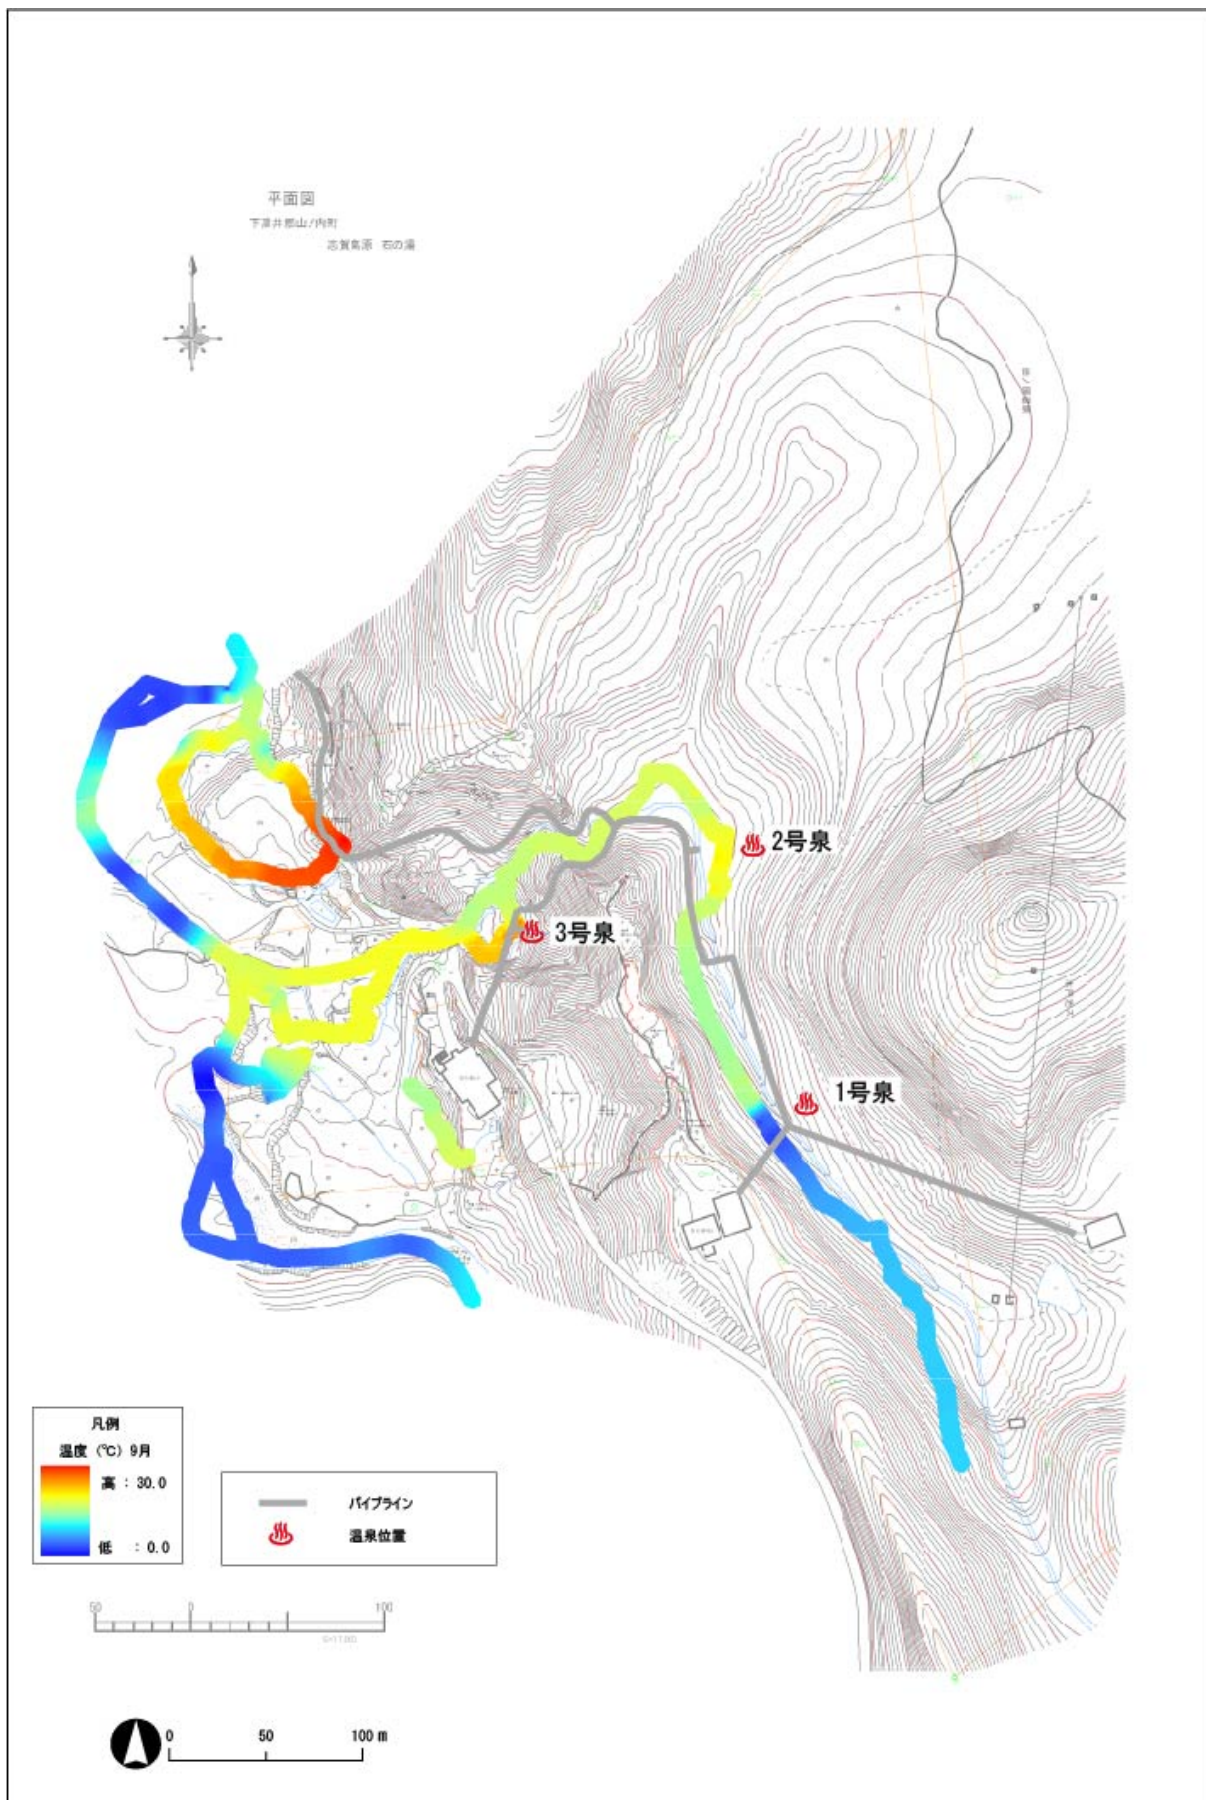 平面図
下高井郡山ノ内町
志賀高原 石の湯
2号泉
3号泉
1号泉
凡例
温度 (℃) 9月
高 : 30.0
低 : 0.0
パイプライン
温泉位置
50 0 100
0 50 100 m